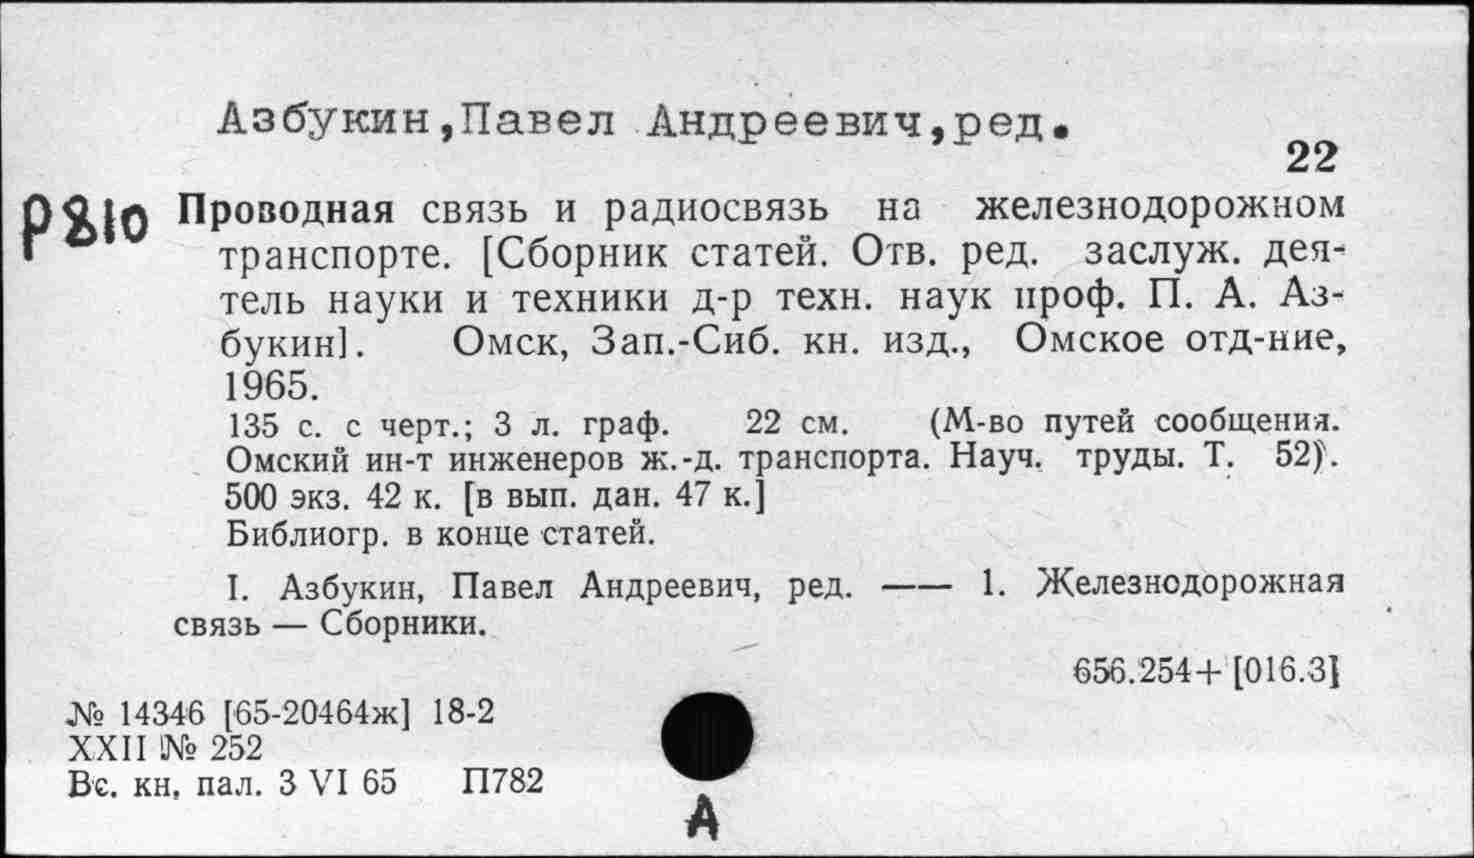 Азбукин,Павел Андреевич,ред.
22
Проводная связь и радиосвязь на железнодорожном
транспорте. [Сборник статей. Отв. ред. заслуж. дея-
тель науки и техники д-р техн. наук проф. П. А. Аз-
букин]. Омск, Зап.-Сиб. кн. изд., Омское отд-ние,
1965.
135 с. с черт.; 3 л. граф. 22 см. (М-во путей сообщения.
Омский ин-т инженеров ж.-д. транспорта. Науч. труды. Т. 52).
500 экз. 42 к. [в вып. дан. 47 к.]
Библиогр. в конце статей.
I. Азбукин, Павел Андреевич, ред. —— 1. Железнодорожная
связь — Сборники.
656.254+[016.3]
№ 14346 [65-20464ж] 18-2
XXII № 252
Вс. кн. пал. 3 VI 65 П782
А